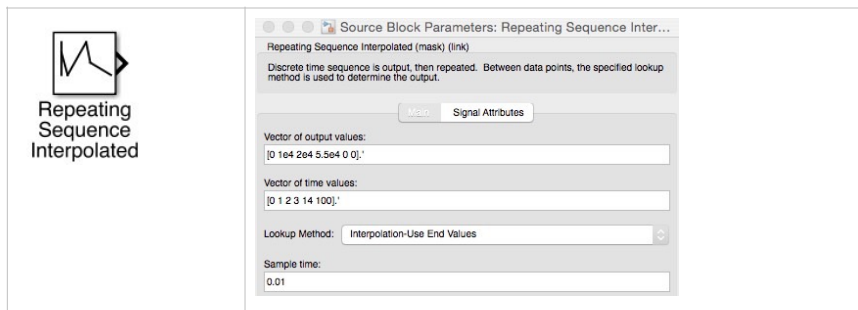 Repeating
Sequence
Interpolated
Source Block Parameters: Repeating Sequence Inter...
Repeating Sequence Interpolated (mask) (link)
Discrete time sequence is output, then repeated. Between data points, the specified lookup
method is used to determine the output.
Main
Signal Attributes
Vector of output values:
[0 1e4 2e4 5.5e4 0 0].'
Vector of time values:
[0 1 2 3 14 100].'
Lookup Method: Interpolation-Use End Values
Sample time:
0.01